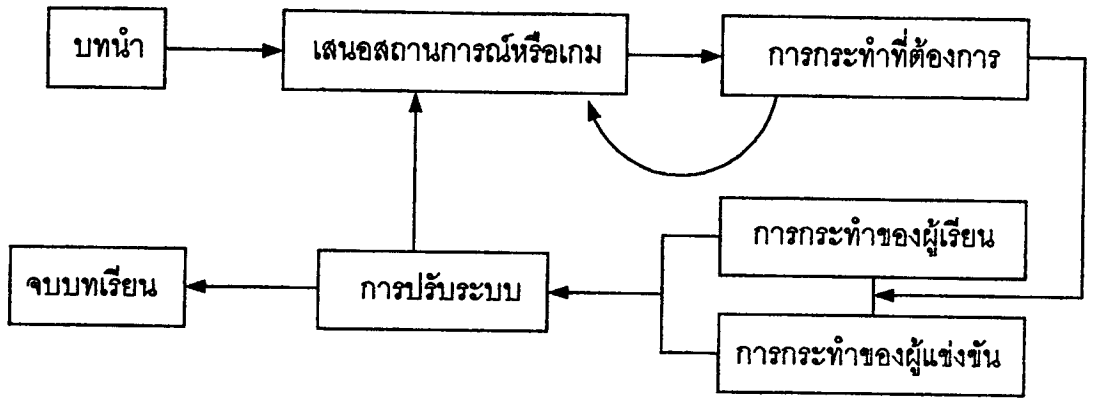 บทนำ
เสนอสถานการณ์หรือเกม
การกระทำที่ต้องการ
การกระทำของผู้เรียน
จบบทเรียน
การปรับระบบ
การกระทำของผู้แข่งขัน